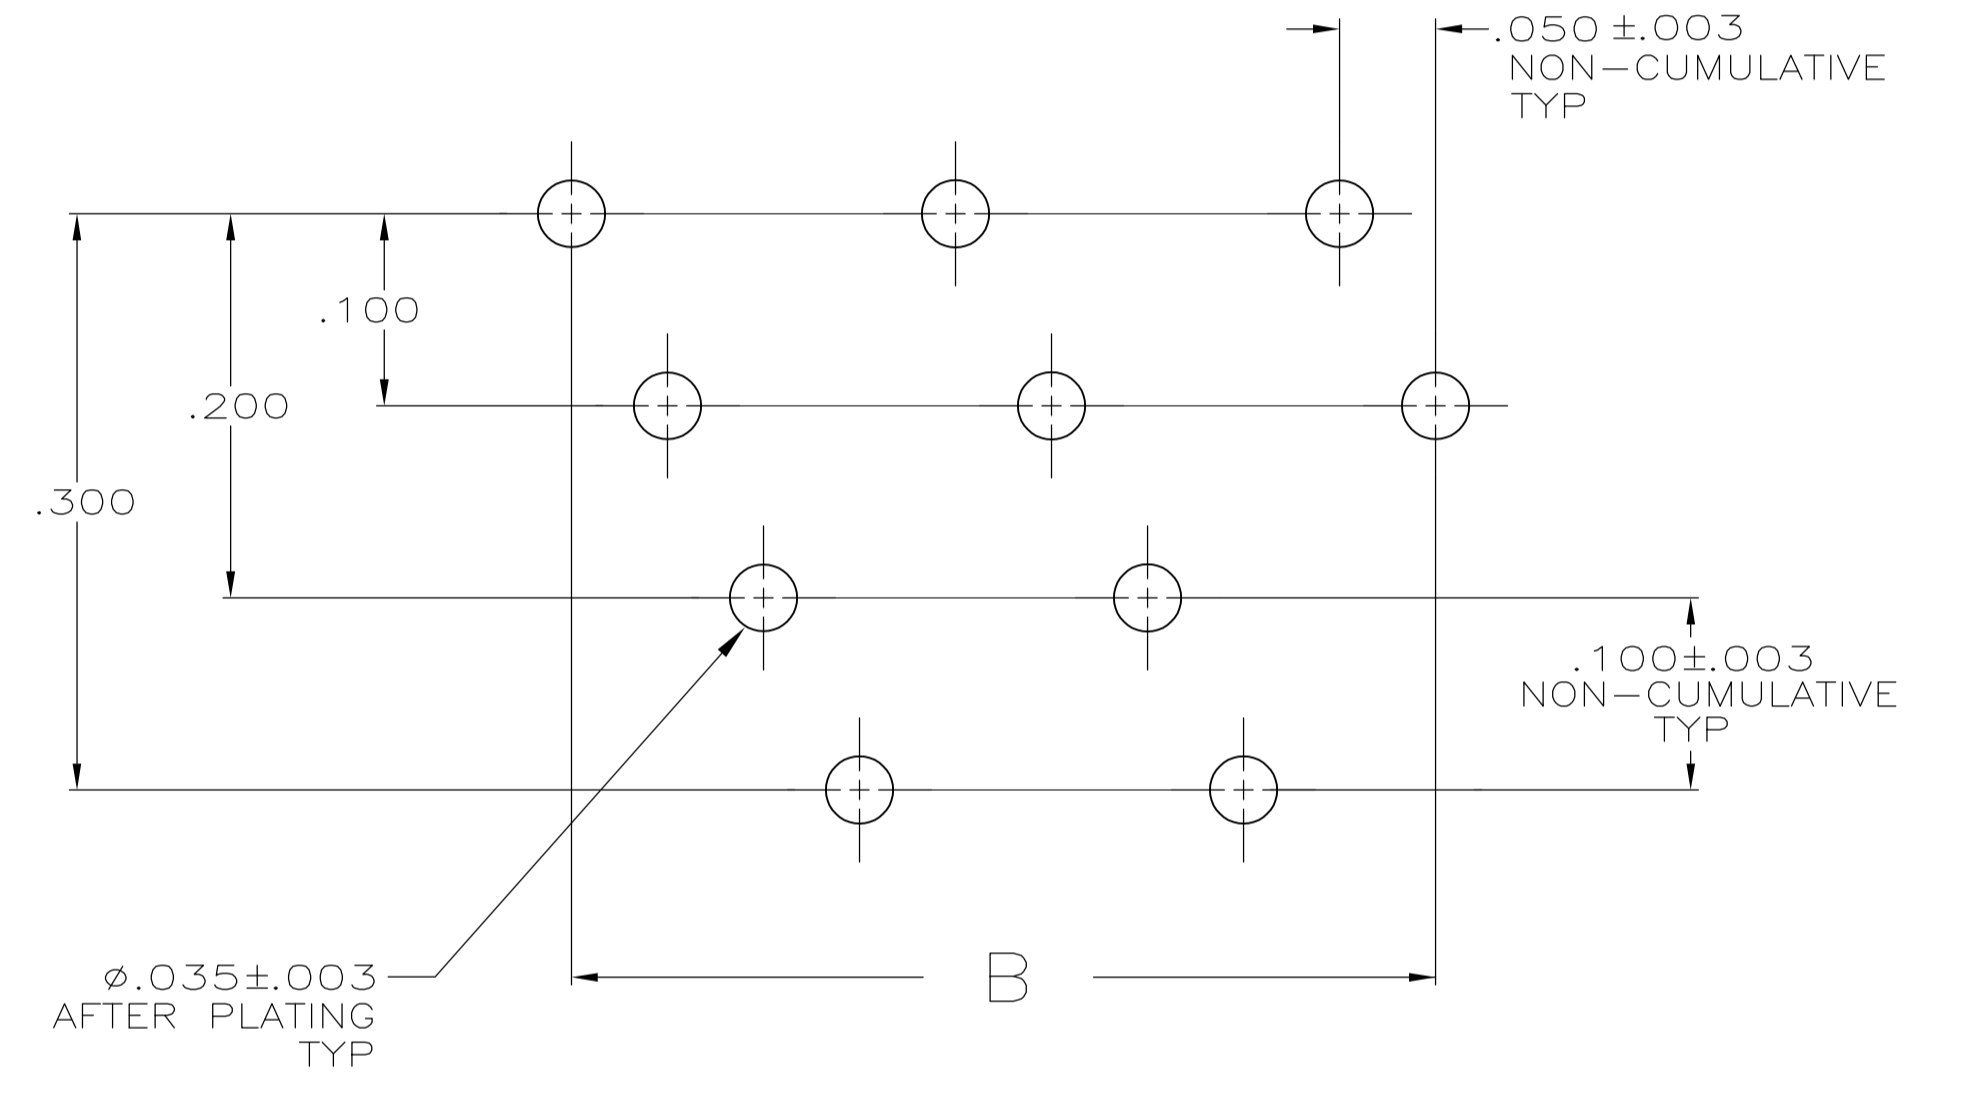 .050±.003
NON-CUMULATIVE
TYP
.100
.200
.300
.100±.003
NON-CUMULATIVE
TYP
B
Ø.035±.003
AFTER PLATING
TYP